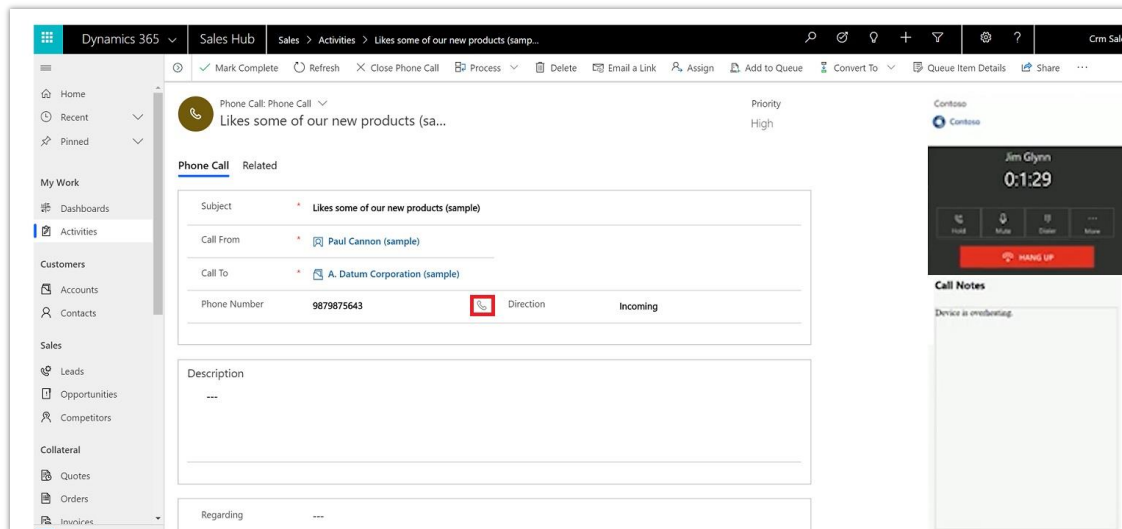 Dynamics 365
Sales Hub
Sales > Activities > Likes some of our new products (samp...
Crm Sale
Mark Complete
Refresh
Close Phone Call
Process
Delete
Email a Link
Assign
Add to Queue
Convert To
Queue Item Details
Share
Home
Recent
Pinned
My Work
Dashboards
Activities
Customers
Accounts
Contacts
Sales
Leads
Opportunities
Competitors
Collateral
Quotes
Orders
Invoices
Phone Call: Phone Call
Likes some of our new products (sa...
Priority
High
Phone Call
Related
Subject * Likes some of our new products (sample)
Call From * Paul Cannon (sample)
Call To * A. Datum Corporation (sample)
Phone Number 9879875643
Direction Incoming
Description
---
Regarding ---
Contoso
Contoso
Jim Glynn
0:1:29
Hold
Mute
Dialer
More
HANG UP
Call Notes
Device is overheating.